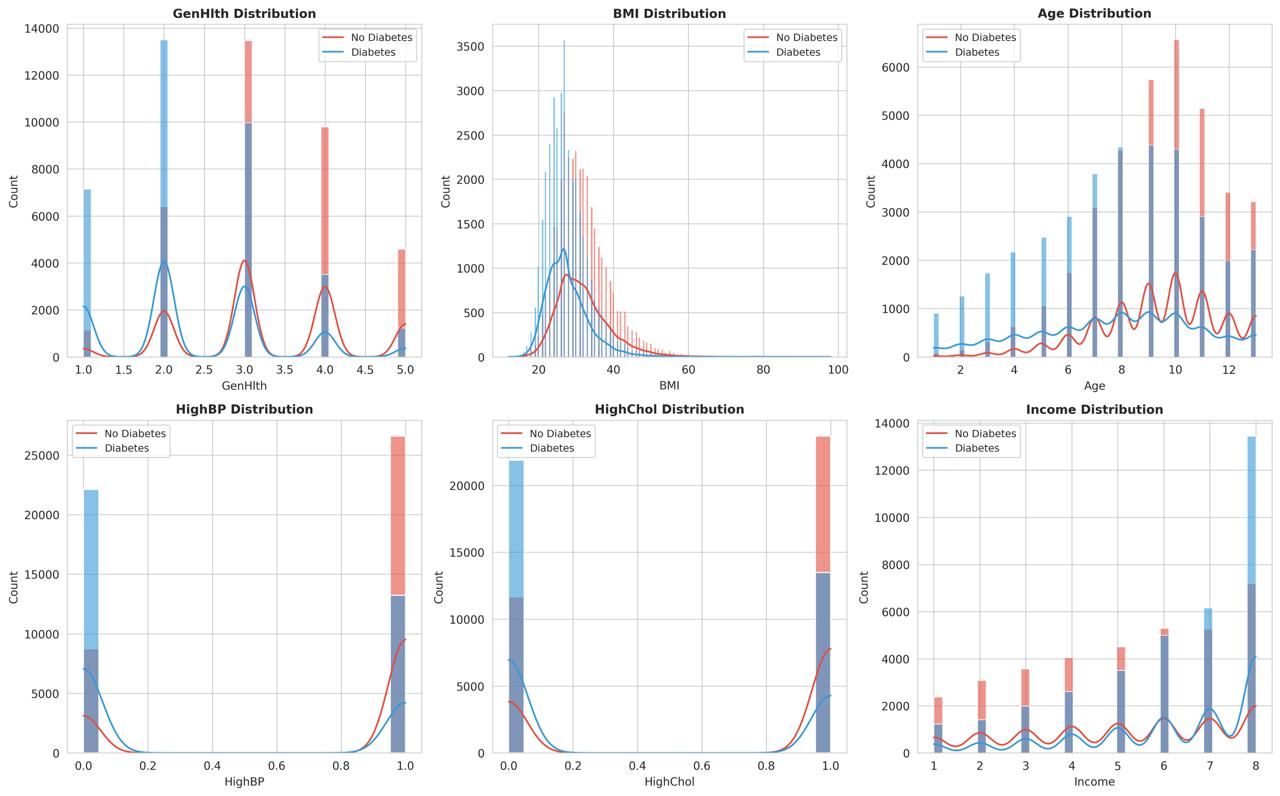 GenHlth Distribution
14000
12000
10000
8000
6000
4000
2000
0
Count
1.0 1.5 2.0 2.5 3.0 3.5 4.0 4.5 5.0
GenHlth
No Diabetes
Diabetes
BMI Distribution
3500
3000
2500
2000
1500
1000
500
0
Count
20 40 60 80 100
BMI
No Diabetes
Diabetes
Age Distribution
6000
5000
4000
3000
2000
1000
0
Count
2 4 6 8 10 12
Age
No Diabetes
Diabetes
HighBP Distribution
25000
20000
15000
10000
5000
0
Count
0.0 0.2 0.4 0.6 0.8 1.0
HighBP
No Diabetes
Diabetes
HighChol Distribution
20000
15000
10000
5000
0
Count
0.0 0.2 0.4 0.6 0.8 1.0
HighChol
No Diabetes
Diabetes
Income Distribution
14000
12000
10000
8000
6000
4000
2000
0
Count
1 2 3 4 5 6 7 8
Income
No Diabetes
Diabetes